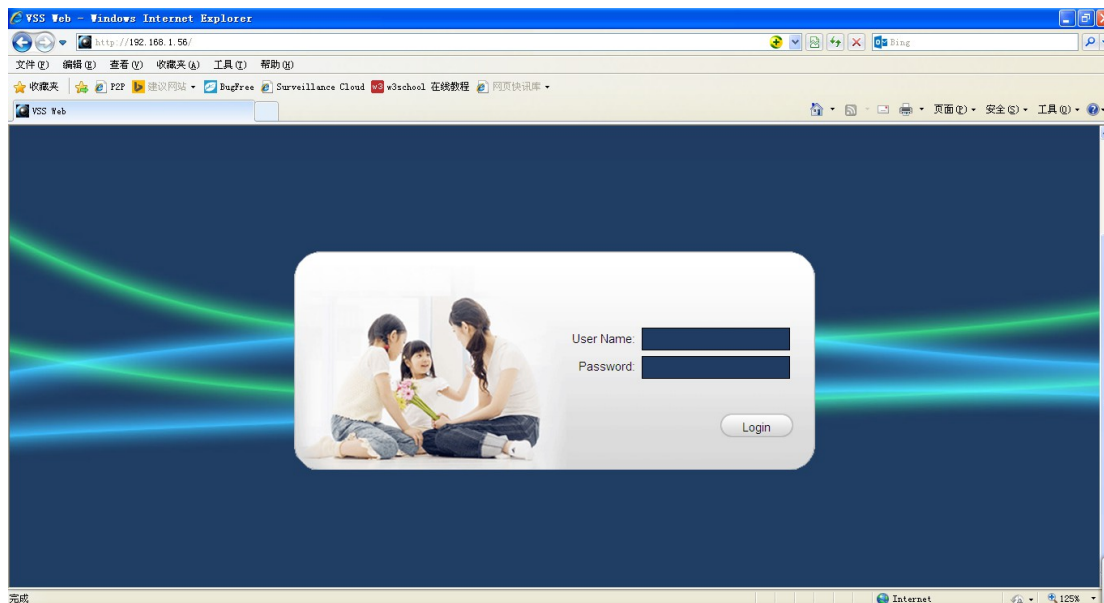 VSS Web - Windows Internet Explorer
http://192.168.1.56/
Bing
文件(F) 编辑(E) 查看(V) 收藏夹(A) 工具(T) 帮助(H)
收藏夹 P2P 建议网站 BugFree Surveillance Cloud w3 w3school 在线教程 网页快讯库
VSS Web
页面(P) 安全(S) 工具(O)
User Name:
Password:
Login
完成
Internet
125%